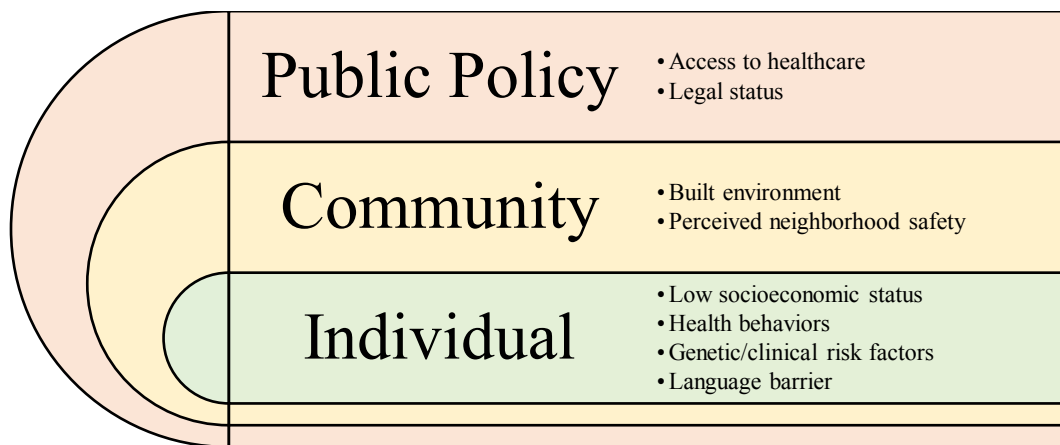 Public Policy
•Access to healthcare
•Legal status
Community
•Built environment
•Perceived neighborhood safety
Individual
•Low socioeconomic status
•Health behaviors
•Genetic/clinical risk factors
•Language barrier